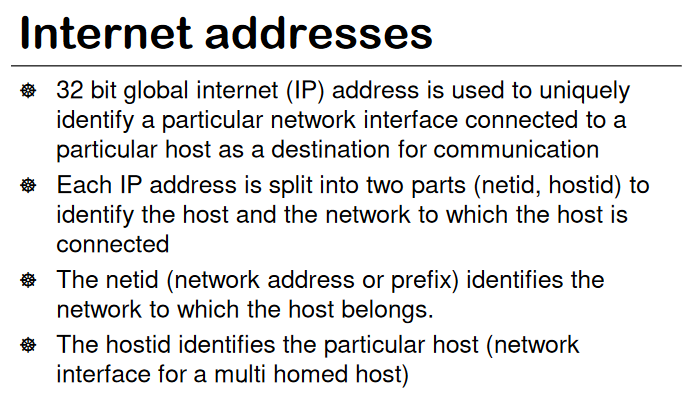 Internet addresses
32 bit global internet (IP) address is used to uniquely
identify a particular network interface connected to a
particular host as a destination for communication
Each IP address is split into two parts (netid, hostid) to
identify the host and the network to which the host is
connected
The netid (network address or prefix) identifies the
network to which the host belongs.
The hostid identifies the particular host (network
interface for a multi homed host)